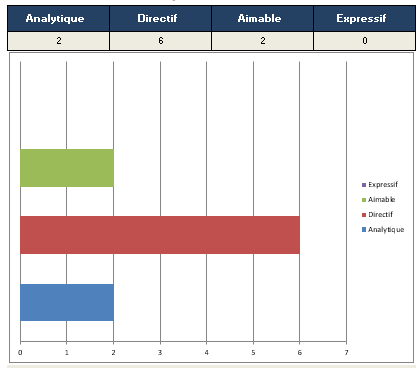 Analytique Directif Aimable Expressif
2 6 2 0
Expressif
Aimable
Directif
Analytique
0 1 2 3 4 5 6 7